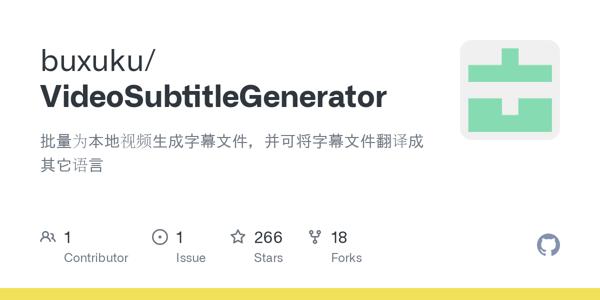 buxuku/
VideoSubtitleGenerator
批量为本地视频生成字幕文件，并可将字幕文件翻译成
其它语言
1 1 266 18
Contributor Issue Stars Forks